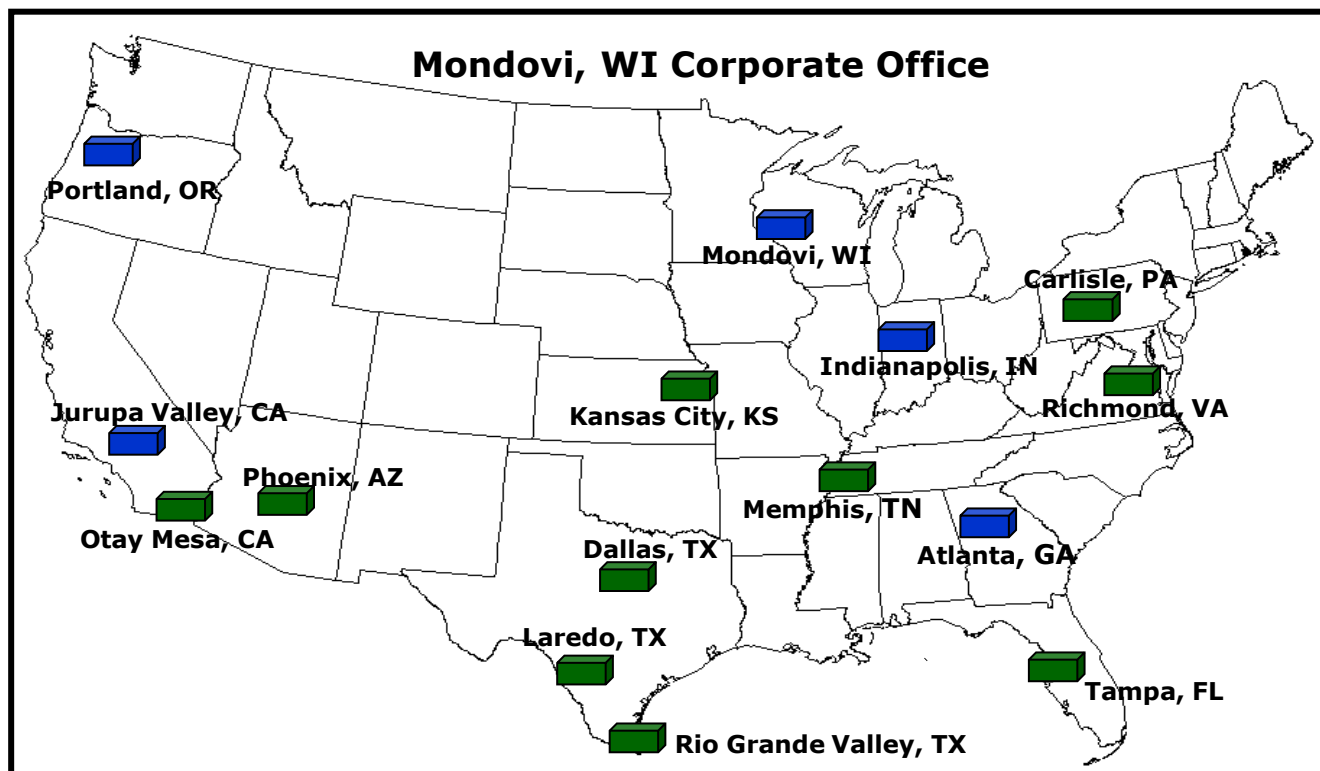 Mondovi, WI Corporate Office
Portland, OR
Mondovi, WI
Carlisle, PA
Indianapolis, IN
Jurupa Valley, CA
Kansas City, KS
Richmond, VA
Phoenix, AZ
Memphis, TN
Otay Mesa, CA
Dallas, TX
Atlanta, GA
Laredo, TX
Tampa, FL
Rio Grande Valley, TX